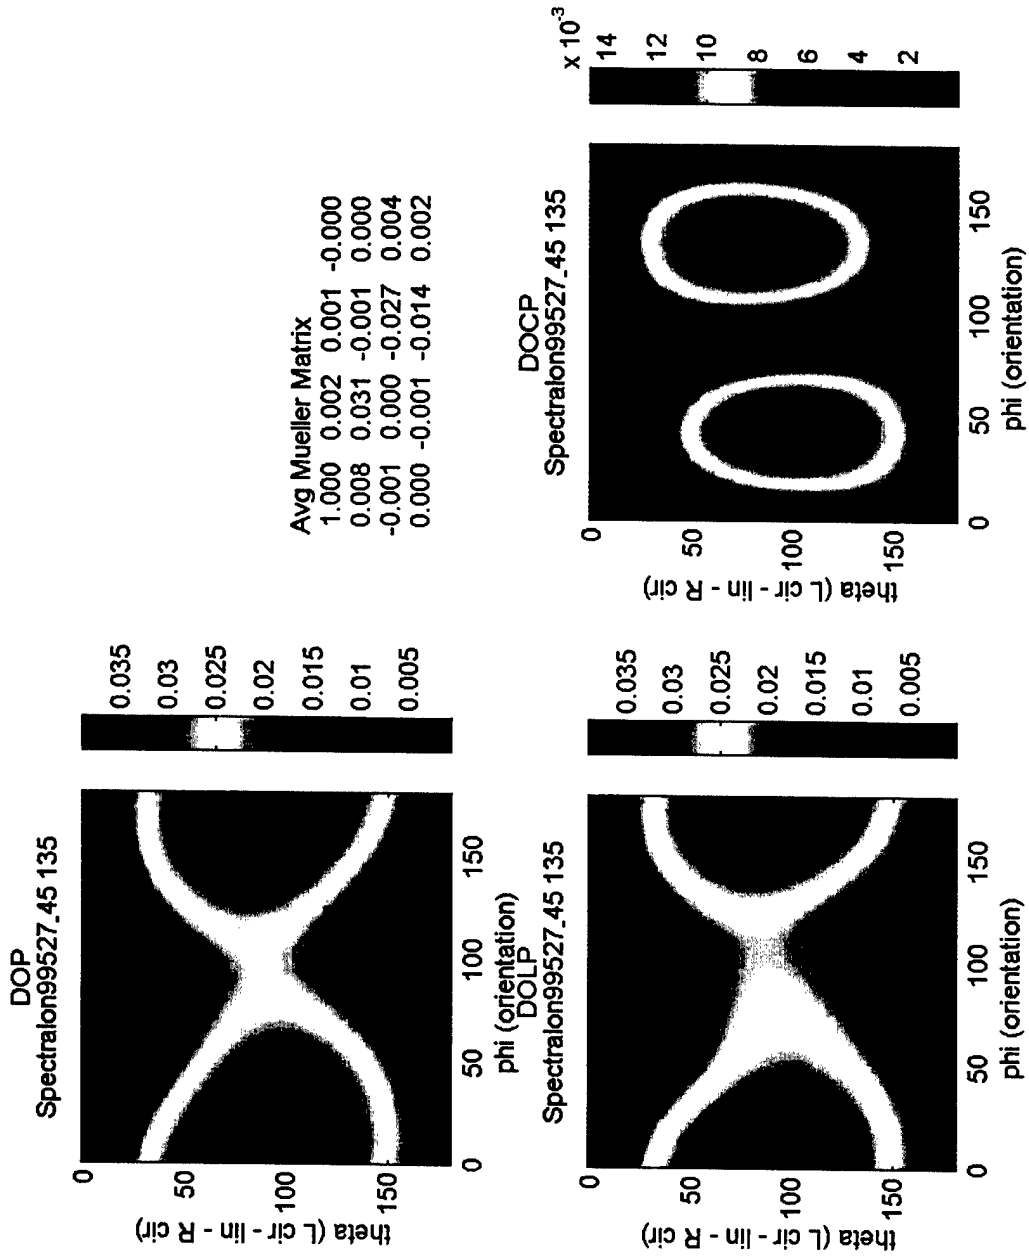 DOP
Spectralon99527_45 135
0
50
100
150
theta (L cir - lin - R cir)
0 50 100 150
phi (orientation)
0.035
0.03
0.025
0.02
0.015
0.01
0.005
Avg Mueller Matrix
1.000 0.002 0.001 -0.000
0.008 0.031 -0.001 0.000
-0.001 0.000 -0.027 0.004
0.000 -0.001 -0.014 0.002
DOLP
Spectralon99527_45 135
0
50
100
150
theta (L cir - lin - R cir)
0 50 100 150
phi (orientation)
0.035
0.03
0.025
0.02
0.015
0.01
0.005
DOCP
Spectralon99527_45 135
0
50
100
150
theta (L cir - lin - R cir)
0 50 100 150
phi (orientation)
x 10-3
14
12
10
8
6
4
2